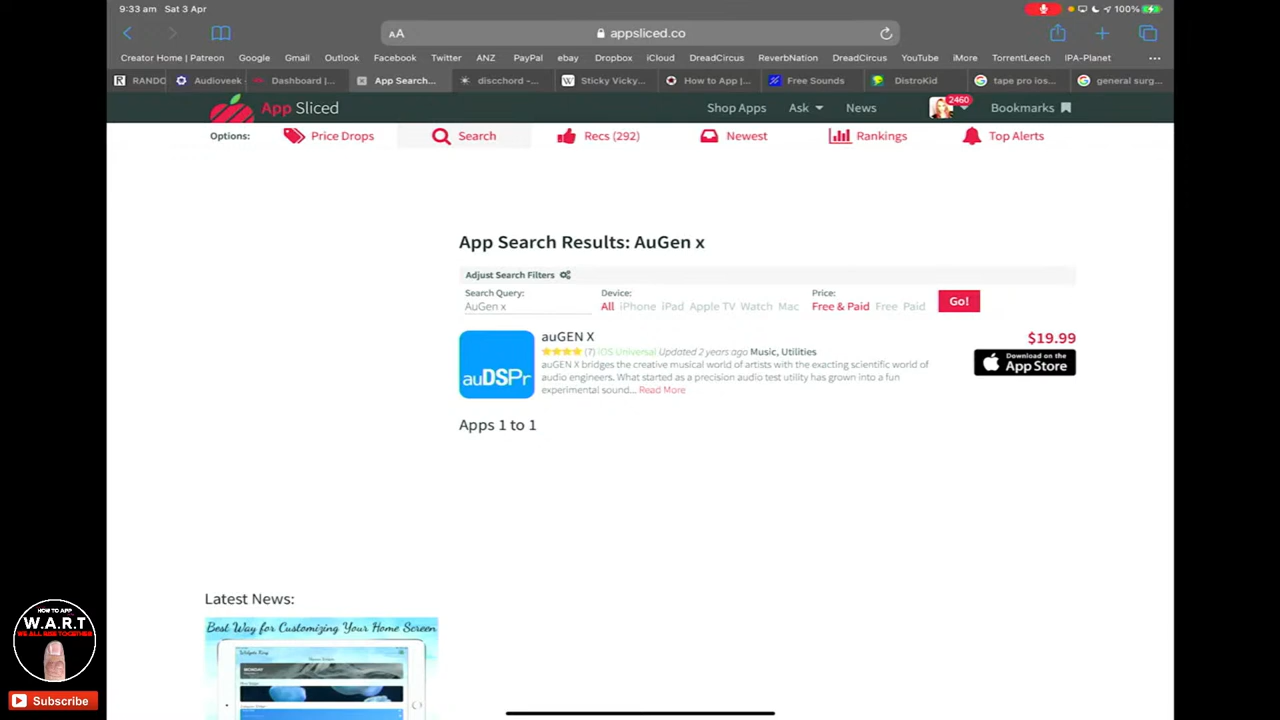 9:33 am Sat 3 Apr
100%
AA
appsliced.co
Creator Home | Patreon Google Gmail Outlook Facebook Twitter ANZ PayPal ebay Dropbox iCloud DreadCircus ReverbNation DreadCircus YouTube iMore TorrentLeech IPA-Planet ...
RANDO Audioveek Dashboard |... App Search... discchord -... Sticky Vicky... How to App |... Free Sounds DistroKid tape pro ios... general surg...
App Sliced
Shop Apps Ask News 2460 Bookmarks
Options: Price Drops Search Recs (292) Newest Rankings Top Alerts
App Search Results: AuGen x
Adjust Search Filters
Search Query: Device: Price:
AuGen x All iPhone iPad Apple TV Watch Mac Free & Paid Free Paid Go!
auGEN X
$19.99
(7) iOS Universal Updated 2 years ago Music, Utilities
auGEN X bridges the creative musical world of artists with the exacting scientific world of
audio engineers. What started as a precision audio test utility has grown into a fun
experimental sound... Read More
auDSPr
Download on the
App Store
Apps 1 to 1
Latest News:
Best Way for Customizing Your Home Screen
MONDAY
HOW TO APP
W.A.R.T
WE ALL RISE TOGETHER
Subscribe